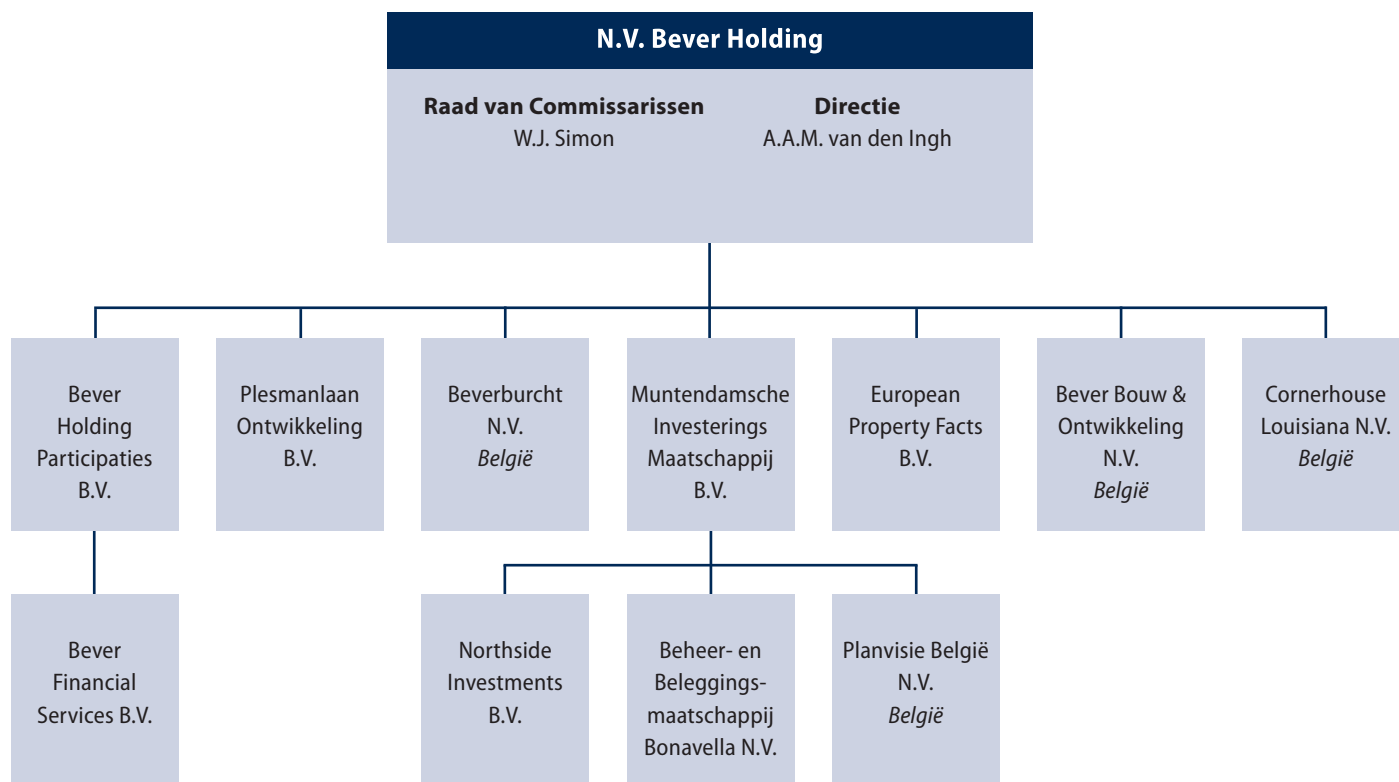 N.V. Bever Holding
Raad van Commissarissen
W.J. Simon
Directie
A.A.M. van den Ingh
Bever
Holding
Participaties
B.V.
Plesmanlaan
Ontwikkeling
B.V.
Beverburcht
N.V.
België
Muntendamsche
Investerings
Maatschappij
B.V.
European
Property Facts
B.V.
Bever Bouw &
Ontwikkeling
N.V.
België
Cornerhouse
Louisiana N.V.
België
Bever
Financial
Services B.V.
Northside
Investments
B.V.
Beheer- en
Beleggings-
maatschappij
Bonavella N.V.
Planvisie België
N.V.
België